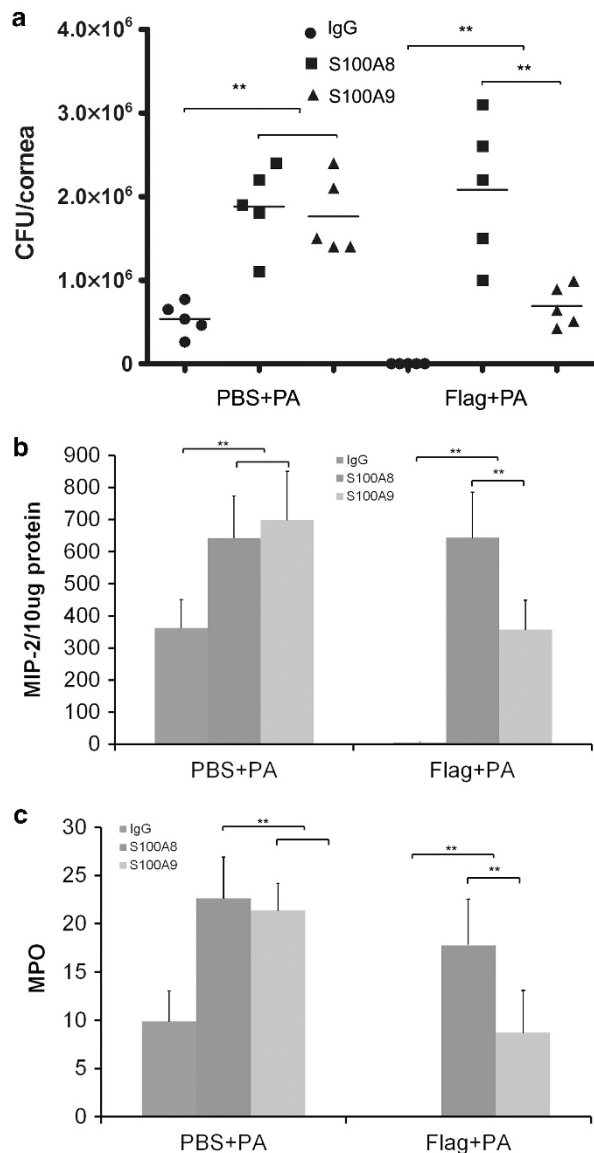 a
IgG
S100A8
S100A9
**
**
**
CFU/cornea
4.0×10⁶
3.0×10⁶
2.0×10⁶
1.0×10⁶
0
PBS+PA
Flag+PA
b
IgG
S100A8
S100A9
**
**
**
MIP-2/10ug protein
900
800
700
600
500
400
300
200
100
0
PBS+PA
Flag+PA
c
IgG
S100A8
S100A9
**
**
**
MPO
30
25
20
15
10
5
0
PBS+PA
Flag+PA